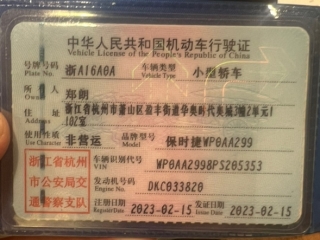 中华人民共和国机动车行驶证
Vehicle License of the People's Republic of China
号牌号码 Plate No. 浙A16A0A 车辆类型 Vehicle Type 小型轿车
所有人 Owner 郑朗
住址 浙江省杭州市萧山区盈丰街道华奥时代美城3幢2单元1
102室
使用性质 Use Character 非营运 品牌型号 Model 保时捷WP0AA299
浙江省杭州
市公安局交
通警察支队
车辆识别代号 VIN WP0AA2998PS205353
发动机号码 Engine No. DKC033820
注册日期 Register Date 2023-02-15 发证日期 Issue Date 2023-02-15